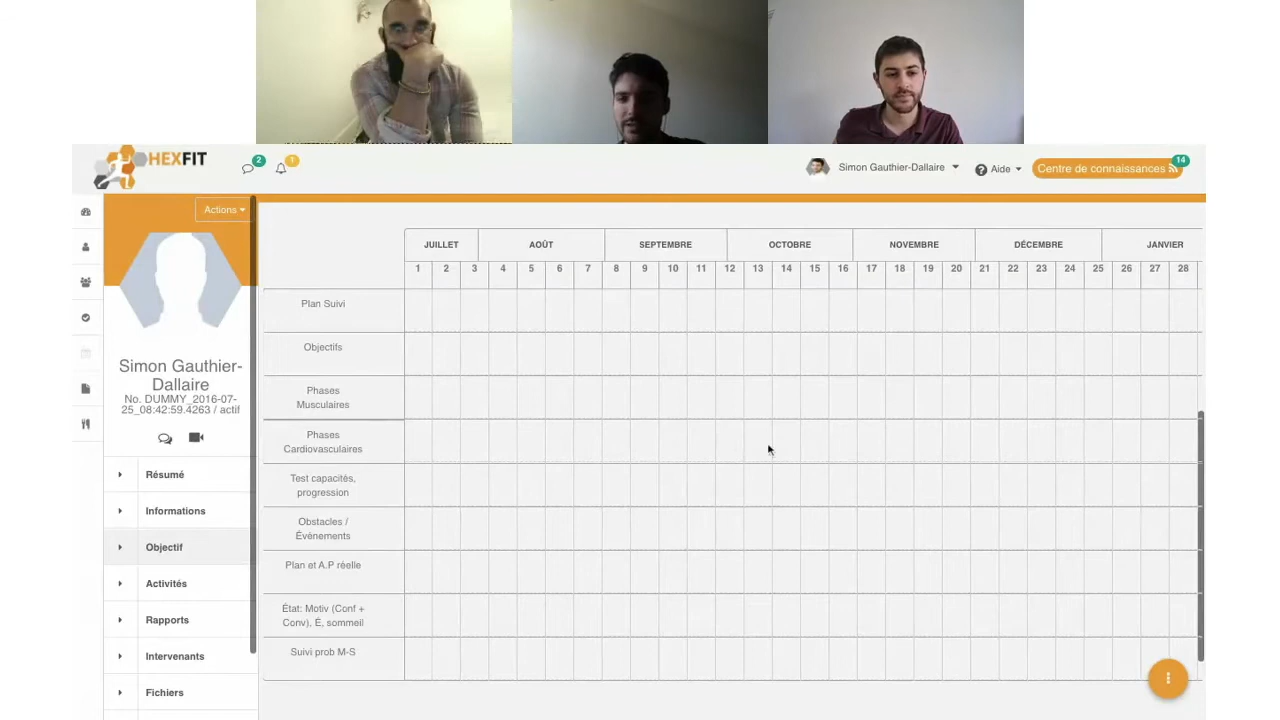 HEXFIT
2
1
Simon Gauthier-Dallaire
Aide
Centre de connaissances
14
Actions
JUILLET AOÛT SEPTEMBRE OCTOBRE NOVEMBRE DÉCEMBRE JANVIER
1 2 3 4 5 6 7 8 9 10 11 12 13 14 15 16 17 18 19 20 21 22 23 24 25 26 27 28
Simon Gauthier-
Dallaire
No. DUMMY_2016-07-
25_08:42:59.4263 / actif
Résumé
Informations
Objectif
Activités
Rapports
Intervenants
Fichiers
Plan Suivi
Objectifs
Phases
Musculaires
Phases
Cardiovasculaires
Test capacités,
progression
Obstacles /
Événements
Plan et A.P réelle
État: Motiv (Conf +
Conv), É, sommeil
Suivi prob M-S